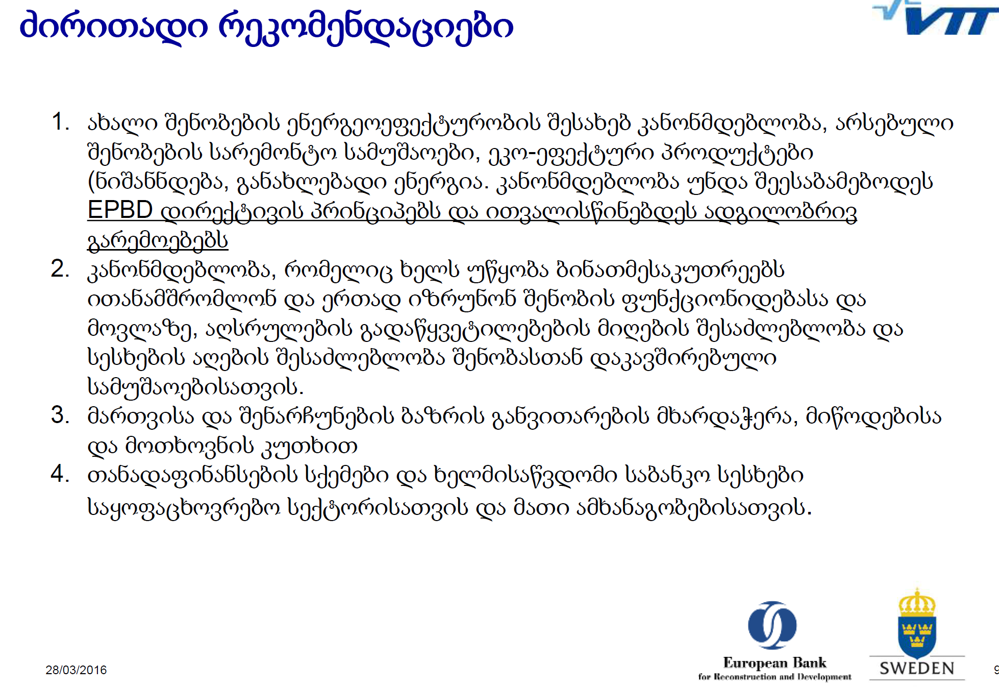 ძირითადი რეკომენდაციები
VTT
1. ახალი შენობების ენერგოეფექტურობის შესახებ კანონმდებლობა, არსებული
შენობების სარემონტო სამუშაოები, ეკო-ეფექტური პროდუქტები
(ნიშანნდება, განახლებადი ენერგია. კანონმდებლობა უნდა შეესაბამებოდეს
EPBD დირექტივის პრინციპებს და ითვალისწინებდეს ადგილობრივ
გარემოებებს
2. კანონმდებლობა, რომელიც ხელს უწყობა ბინათმესაკუთრეებს
ითანამშრომლონ და ერთად იზრუნონ შენობის ფუნქციონიდებასა და
მოვლაზე, აღსრულების გადაწყვეტილებების მიღების შესაძლებლობა და
სესხების აღების შესაძლებლობა შენობასთან დაკავშირებული
სამუშაოებისათვის.
3. მართვისა და შენარჩუნების ბაზრის განვითარების მხარდაჭერა, მიწოდებისა
და მოთხოვნის კუთხით
4. თანადაფინანსების სქემები და ხელმისაწვდომი საბანკო სესხები
საყოფაცხოვრებო სექტორისათვის და მათი ამხანაგობებისათვის.
European Bank
for Reconstruction and Development
SWEDEN
28/03/2016
9